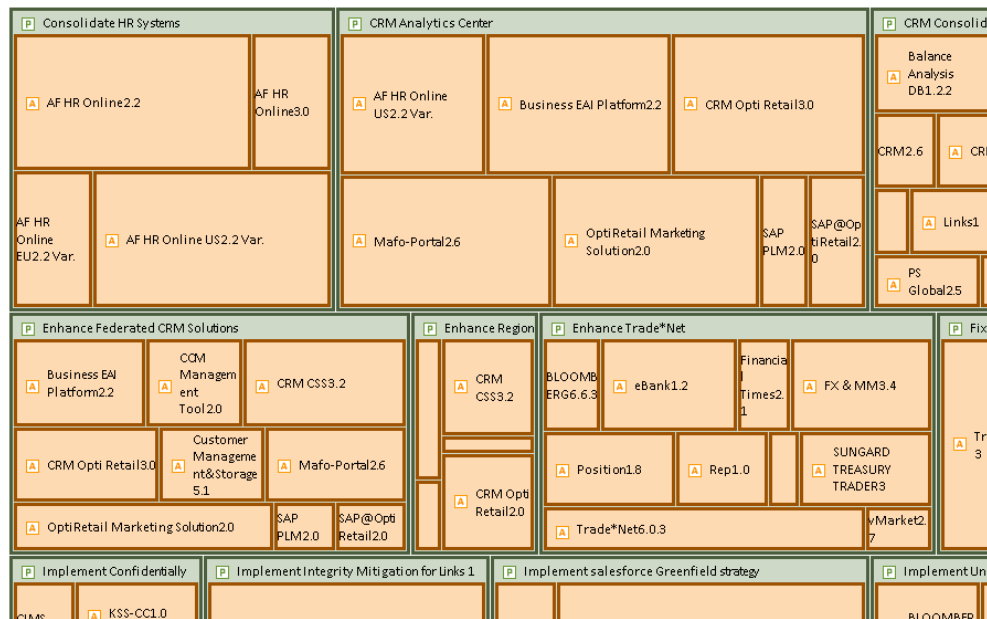 P Consolidate HR Systems
A AF HR Online2.2
AF HR
Online3.0
AF HR
Online
EU2.2 Var.
A AF HR Online US2.2 Var.
P CRM Analytics Center
A AF HR Online
US2.2 Var.
A Business EAI Platform2.2
A CRM Opti Retail3.0
A Mafo-Portal2.6
A OptiRetail Marketing
Solution2.0
SAP
PLM2.0
SAP@Op
tiRetail2.
0
P CRM Consolid
A Balance
Analysis
DB1.2.2
CRM2.6
A CR
A Links1
A PS
Global2.5
P Enhance Federated CRM Solutions
A Business EAI
Platform2.2
A CCM
Managem
ent
Tool2.0
A CRM CSS3.2
A CRM Opti Retail3.0
A Customer
Manageme
nt&Storage
5.1
A Mafo-Portal2.6
A OptiRetail Marketing Solution2.0
SAP
PLM2.0
SAP@Opti
Retail2.0
P Enhance Region
A CRM
CSS3.2
A CRM Opti
Retail2.0
P Enhance Trade*Net
BLOOMB
ERG6.6.3
A eBank1.2
Financia
l
Times2.
1
A FX & MM3.4
A Position1.8
A Rep1.0
A SUNGARD
TREASURY
TRADER3
A Trade*Net6.0.3
vMarket2.
7
P Fix
A Tr
3
P Implement Confidentially
A KSS-CC1.0
P Implement Integrity Mitigation for Links 1
P Implement salesforce Greenfield strategy
P Implement Un